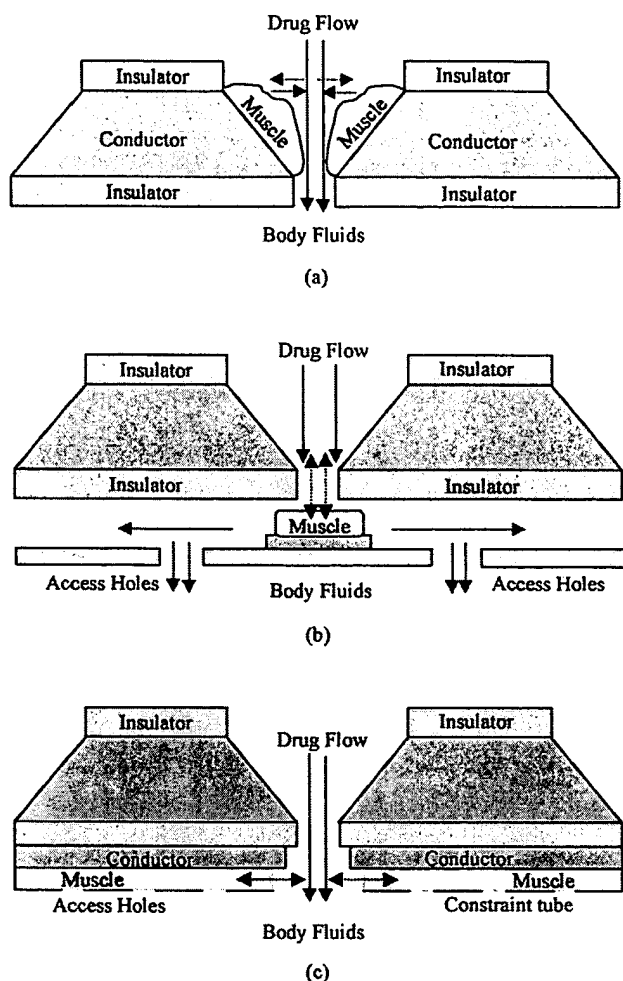 Drug Flow
Insulator Insulator
Muscle Muscle
Conductor Conductor
Insulator Insulator
Body Fluids
(a)
Drug Flow
Insulator Insulator
Insulator Insulator
Muscle
Access Holes Body Fluids Access Holes
(b)
Insulator Insulator
Drug Flow
Conductor Conductor
Muscle Muscle
Access Holes Constraint tube
Body Fluids
(c)